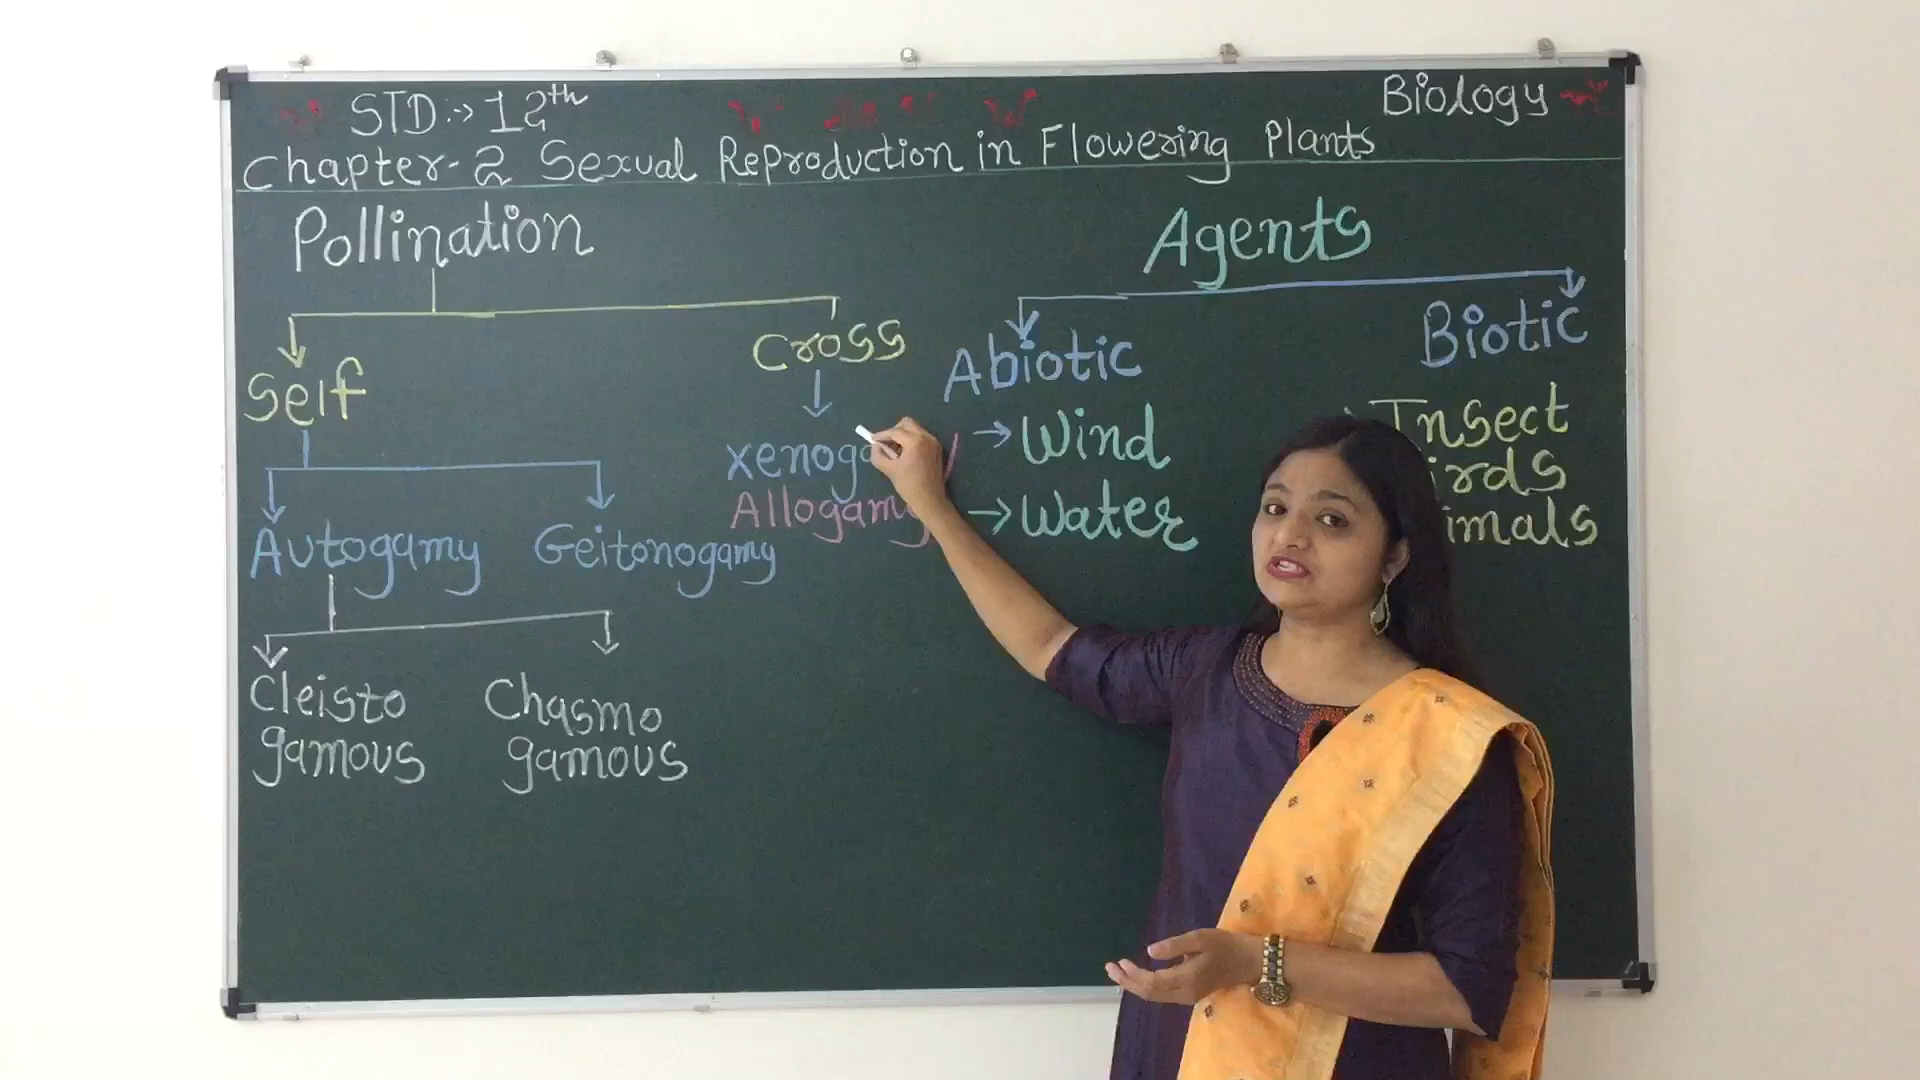 STD:-> 12th
Biology
Chapter-2 Sexual Reproduction in Flowering Plants
Pollination
Self
Cross
Autogamy
Geitonogamy
Cleisto
gamous
Chasmo
gamous
Allogamy
Agents
Abiotic
Biotic
→ Wind
→ Water
Insect